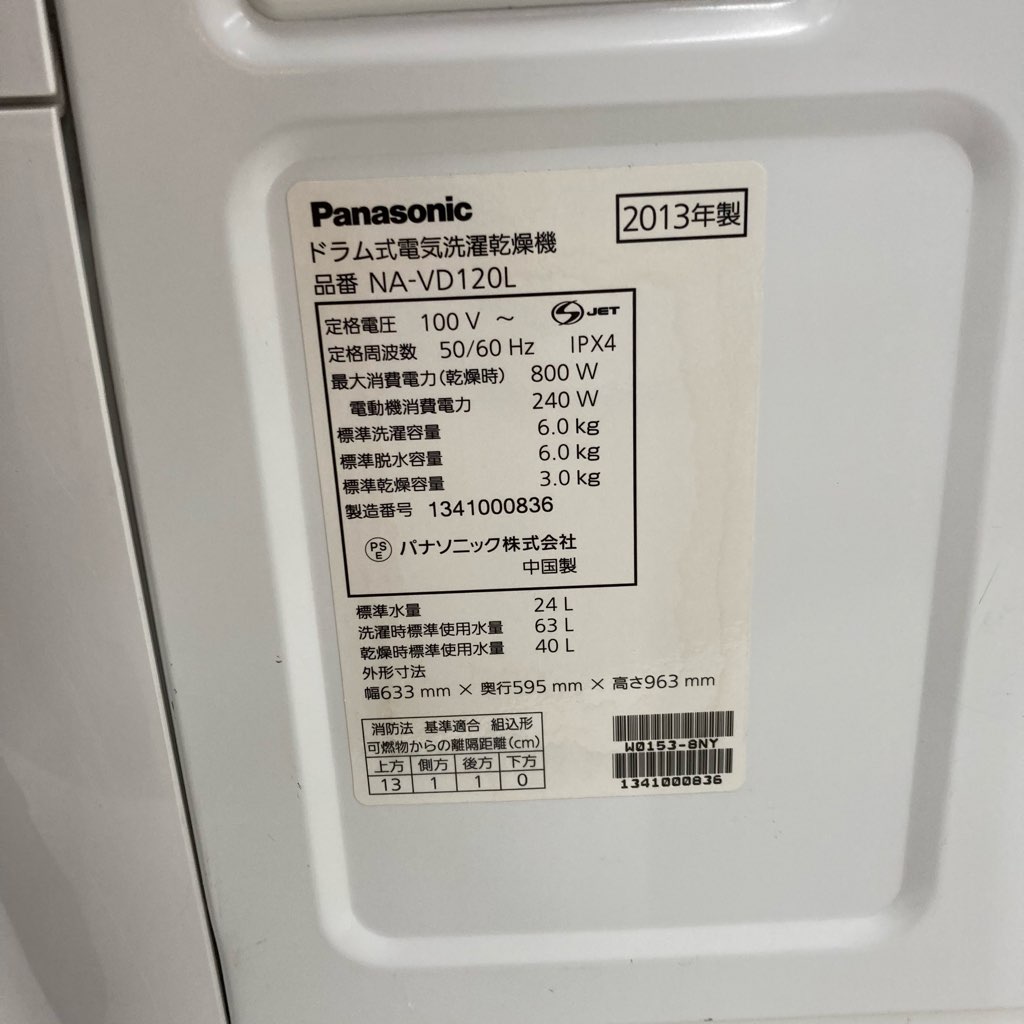 Panasonic
2013年製
ドラム式電気洗濯乾燥機
品番 NA-VD120L
定格電圧 100 V ～ S JET
定格周波数 50/60 Hz IPX4
最大消費電力(乾燥時) 800 W
電動機消費電力 240 W
標準洗濯容量 6.0 kg
標準脱水容量 6.0 kg
標準乾燥容量 3.0 kg
製造番号 1341000836
PS E パナソニック株式会社
中国製
標準水量 24 L
洗濯時標準使用水量 63 L
乾燥時標準使用水量 40 L
外形寸法
幅633 mm × 奥行595 mm × 高さ963 mm
消防法 基準適合 組込形
可燃物からの離隔距離(cm)
上方 側方 後方 下方
13 1 1 0
W0153-8NY
1341000836